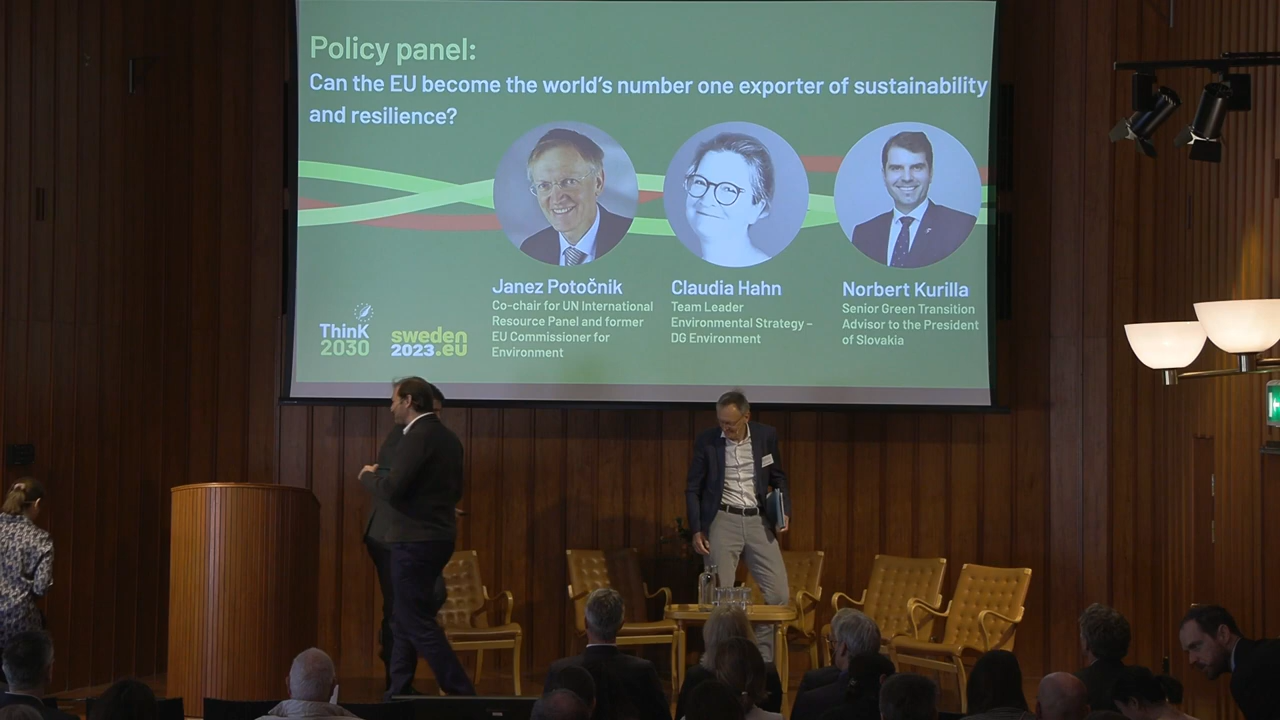 Policy panel:
Can the EU become the world's number one exporter of sustainability
and resilience?
Janez Potočnik
Co-chair for UN International
Resource Panel and former
EU Commissioner for
Environment
Claudia Hahn
Team Leader
Environmental Strategy –
DG Environment
Norbert Kurilla
Senior Green Transition
Advisor to the President
of Slovakia
ThinK
2030
sweden
2023.eu